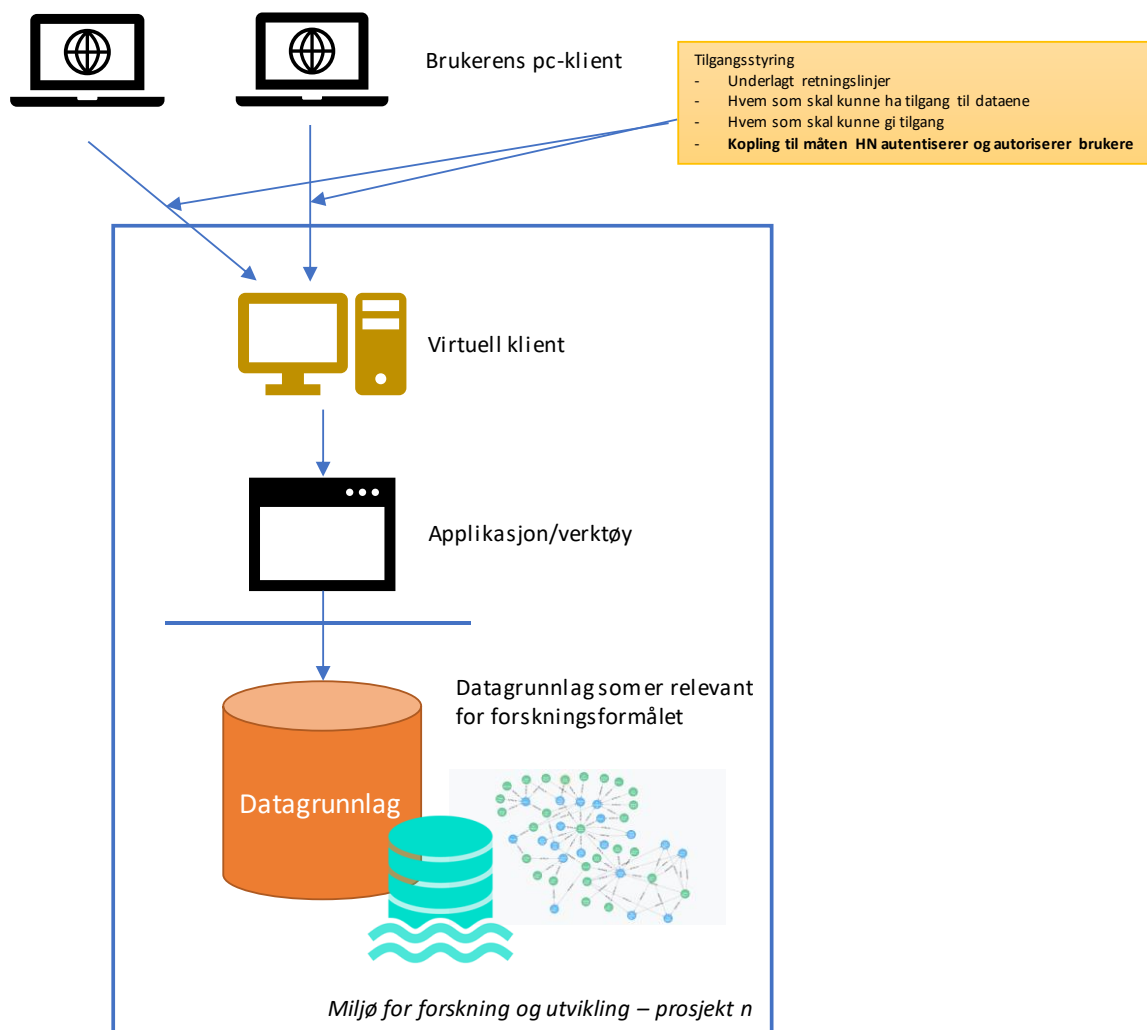 Brukerens pc-klient
Tilgangsstyring
- Underlagt retningslinjer
- Hvem som skal kunne ha tilgang til dataene
- Hvem som skal kunne gi tilgang
- Kopling til måten HN autentiserer og autoriserer brukere
Virtuell klient
Applikasjon/verktøy
Datagrunnlag som er relevant
for forskningsformålet
Datagrunnlag
Miljø for forskning og utvikling – prosjekt n